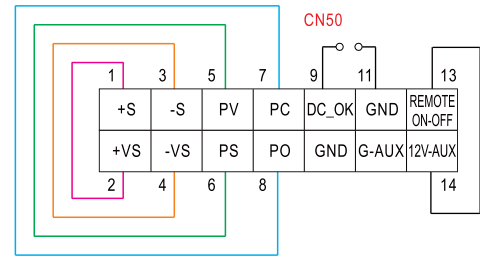 CN50
1 3 5 7 9 11 13
+S -S PV PC DC_OK GND REMOTE
ON-OFF
+VS -VS PS PO GND G-AUX 12V-AUX
2 4 6 8 14